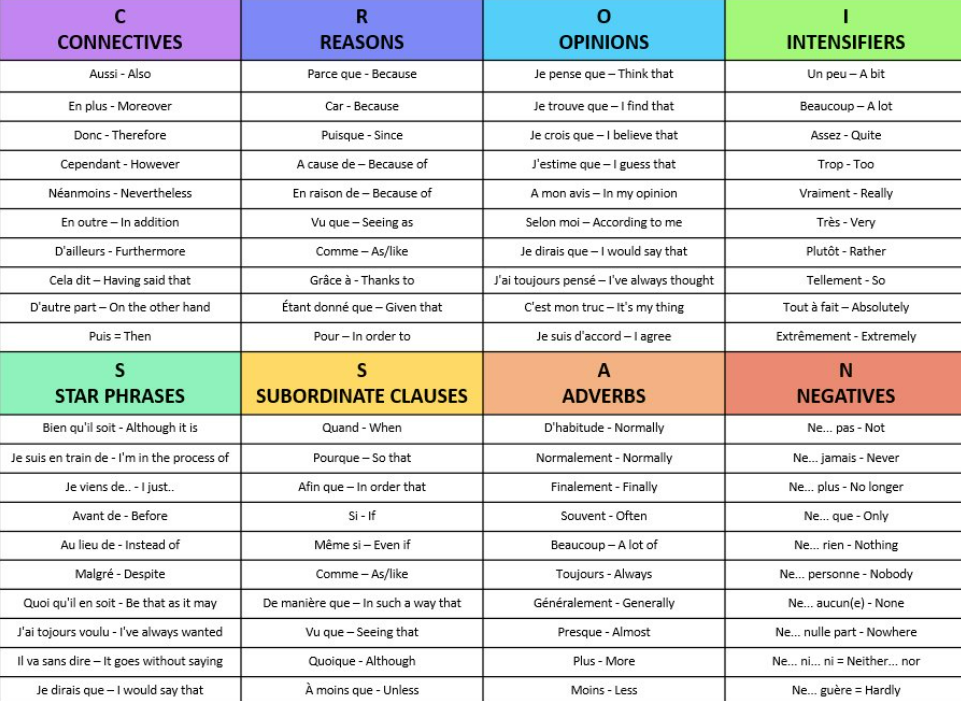 C
CONNECTIVES
R
REASONS
O
OPINIONS
I
INTENSIFIERS
Aussi - Also
Parce que - Because
Je pense que – Think that
Un peu – A bit
En plus - Moreover
Car - Because
Je trouve que – I find that
Beaucoup – A lot
Donc - Therefore
Puisque - Since
Je crois que – I believe that
Assez - Quite
Cependant - However
A cause de – Because of
J'estime que – I guess that
Trop - Too
Néanmoins - Nevertheless
En raison de – Because of
A mon avis – In my opinion
Vraiment - Really
En outre – In addition
Vu que – Seeing as
Selon moi – According to me
Très - Very
D'ailleurs - Furthermore
Comme – As/like
Je dirais que – I would say that
Plutôt - Rather
Cela dit – Having said that
Grâce à - Thanks to
J'ai toujours pensé – I've always thought
Tellement - So
D'autre part – On the other hand
Étant donné que – Given that
C'est mon truc – It's my thing
Tout à fait – Absolutely
Puis = Then
Pour – In order to
Je suis d'accord – I agree
Extrêmement - Extremely
S
STAR PHRASES
S
SUBORDINATE CLAUSES
A
ADVERBS
N
NEGATIVES
Bien qu'il soit - Although it is
Quand - When
D'habitude - Normally
Ne... pas - Not
Je suis en train de - I'm in the process of
Pourque – So that
Normalement - Normally
Ne... jamais - Never
Je viens de.. - I just..
Afin que – In order that
Finalement - Finally
Ne... plus - No longer
Avant de - Before
Si - If
Souvent - Often
Ne... que - Only
Au lieu de - Instead of
Même si – Even if
Beaucoup – A lot of
Ne... rien - Nothing
Malgré - Despite
Comme – As/like
Toujours - Always
Ne... personne - Nobody
Quoi qu'il en soit - Be that as it may
De manière que – In such a way that
Généralement - Generally
Ne... aucun(e) - None
J'ai tojours voulu - I've always wanted
Vu que – Seeing that
Presque - Almost
Ne... nulle part - Nowhere
Il va sans dire – It goes without saying
Quoique - Although
Plus - More
Ne... ni... ni = Neither... nor
Je dirais que – I would say that
À moins que - Unless
Moins - Less
Ne... guère = Hardly